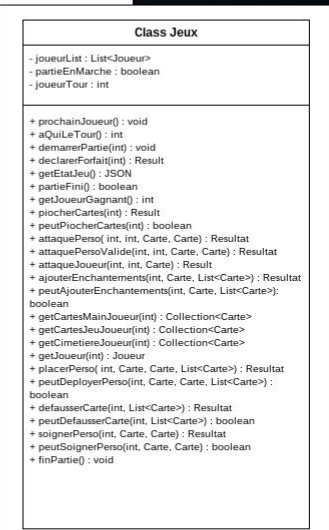 Class Jeux
- joueurList : List<Joueur>
- partieEnMarche : boolean
- joueurTour : int
+ prochainJoueur() : void
+ aQuiLeTour() : int
+ demarrerPartie(int) : void
+ declarerForfait(int) : Result
+ getEtatJeu() : JSON
+ partieFini() : boolean
+ getJoueurGagnant() : int
+ piocherCartes(int) : Result
+ peutPiocherCartes(int) : boolean
+ attaquePerso( int, int, Carte, Carte) : Resultat
+ attaquePersoValide(int, int, Carte, Carte) : Resultat
+ attaqueJoueur(int, int, Carte) : Result
+ ajouterEnchantements(int, Carte, List<Carte>) : Resultat
+ peutAjouterEnchantements(int, Carte, List<Carte>):
boolean
+ getCartesMainJoueur(int) : Collection<Carte>
+ getCartesJeuJoueur(int) : Collection<Carte>
+ getCimetiereJoueur(int) : Collection<Carte>
+ getJoueur(int) : Joueur
+ placerPerso( int, Carte, Carte, List<Carte>) : Resultat
+ peutDeployerPerso(int, Carte, Carte, List<Carte>) :
boolean
+ defausserCarte(int, List<Carte>) : Resultat
+ peutDefausserCarte(int, List<Carte>) : boolean
+ soignerPerso(int, Carte, Carte) : Resultat
+ peutSoignerPerso(int, Carte, Carte) : boolean
+ finPartie() : void